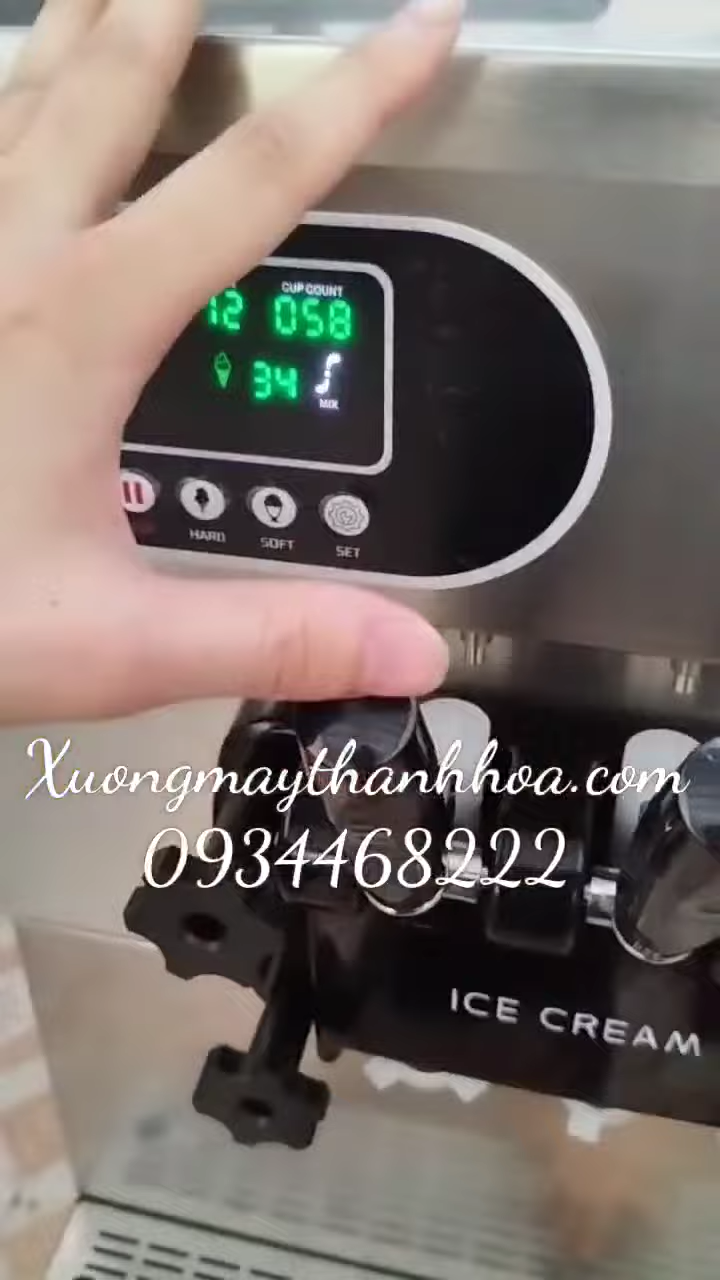 CUP COUNT
12 058
34
MIX
HARD SOFT SET
Xuongmaythanhhoa.com
0934468222
ICE CREAM